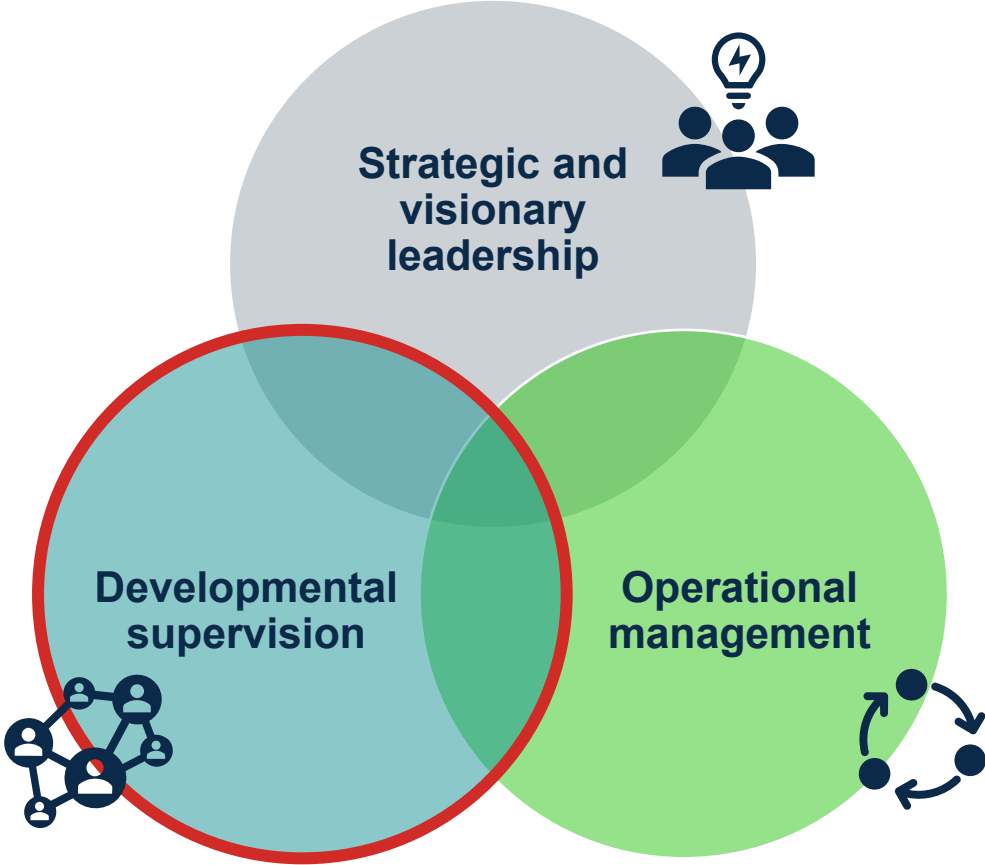 Strategic and
visionary
leadership
Developmental
supervision
Operational
management